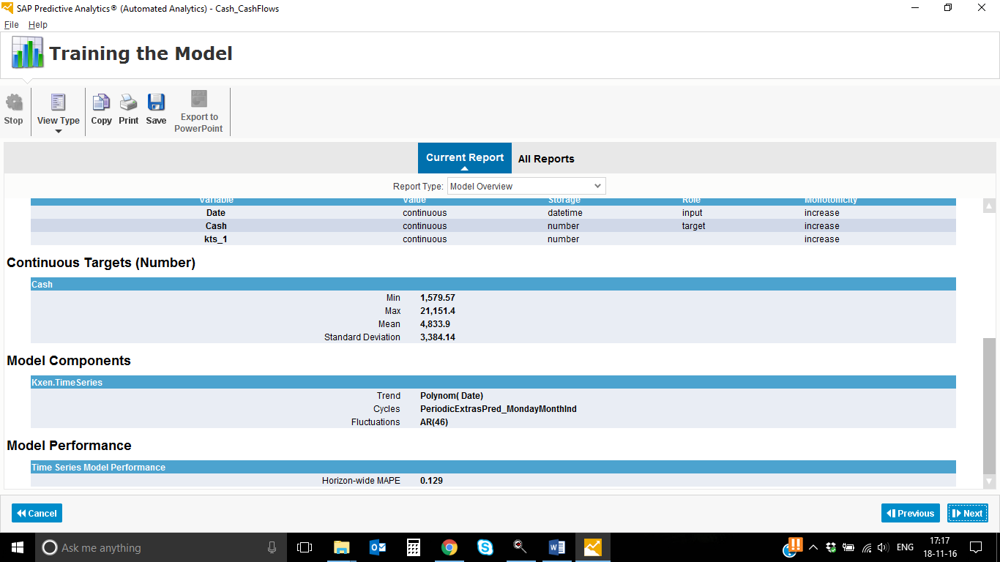 SAP Predictive Analytics® (Automated Analytics) - Cash_CashFlows
File Help
Training the Model
Stop View Type Copy Print Save Export to
PowerPoint
Current Report All Reports
Report Type: Model Overview
Variable Value Storage Role Monotonicity
Date continuous datetime input increase
Cash continuous number target increase
kts_1 continuous number increase
Continuous Targets (Number)
Cash
Min 1,579.57
Max 21,151.4
Mean 4,833.9
Standard Deviation 3,384.14
Model Components
Kxen.TimeSeries
Trend Polynom( Date)
Cycles PeriodicExtrasPred_MondayMonthInd
Fluctuations AR(46)
Model Performance
Time Series Model Performance
Horizon-wide MAPE 0.129
Cancel Previous Next
Ask me anything ENG 17:17
18-11-16